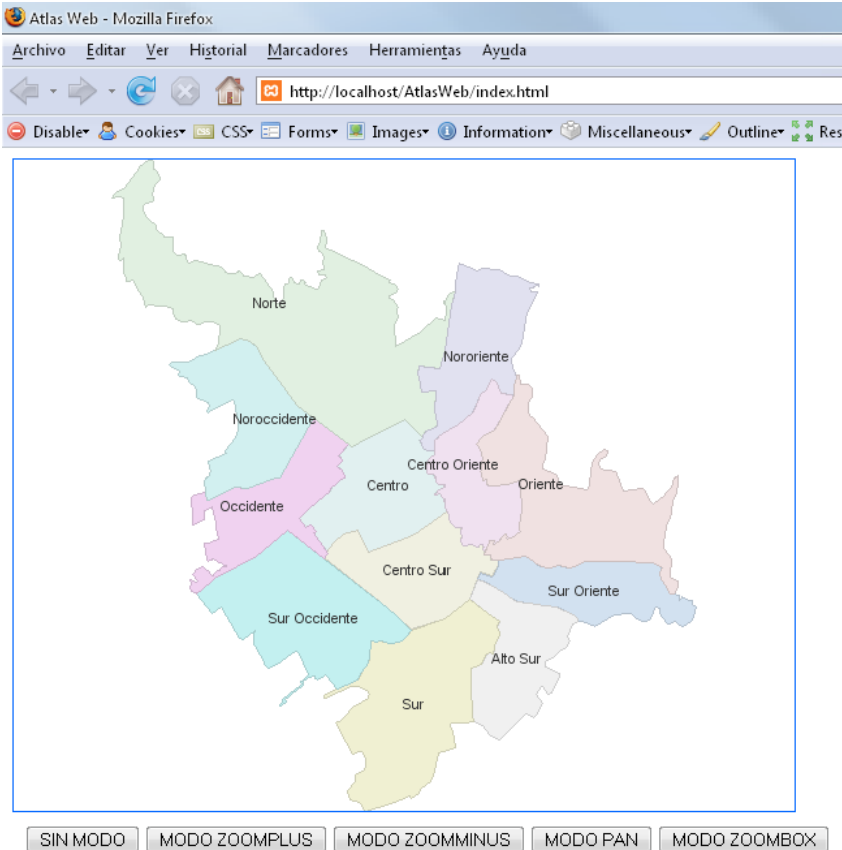 Atlas Web - Mozilla Firefox
Archivo Editar Ver Historial Marcadores Herramientas Ayuda
http://localhost/AtlasWeb/index.html
Disable Cookies CSS Forms Images Information Miscellaneous Outline Res
Norte
Nororiente
Noroccidente
Centro Oriente
Centro
Oriente
Occidente
Centro Sur
Sur Oriente
Sur Occidente
Alto Sur
Sur
SIN MODO MODO ZOOMPLUS MODO ZOOMMINUS MODO PAN MODO ZOOMBOX